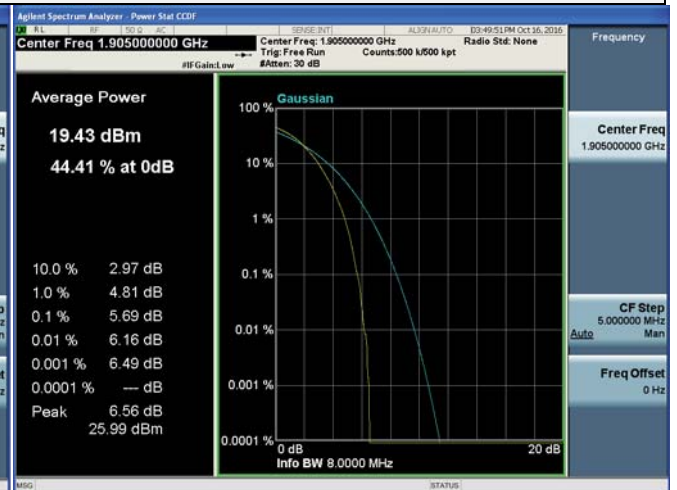 Agilent Spectrum Analyzer - Power Stat CCDF
RL RF 50 Ω AC SENSE:INT ALIGNAUTO 03:49:51PM Oct 16, 2016
Center Freq 1.905000000 GHz
Center Freq: 1.905000000 GHz Radio Std: None
Trig: Free Run Counts:500 k/500 kpt
#IFGain:Low #Atten: 30 dB
Frequency
Average Power
19.43 dBm
44.41 % at 0dB
10.0 % 2.97 dB
1.0 % 4.81 dB
0.1 % 5.69 dB
0.01 % 6.16 dB
0.001 % 6.49 dB
0.0001 % --- dB
Peak 6.56 dB
25.99 dBm
Gaussian
100 %
10 %
1 %
0.1 %
0.01 %
0.001 %
0.0001 %
0 dB 20 dB
Info BW 8.0000 MHz
Center Freq
1.905000000 GHz
CF Step
5.000000 MHz
Auto Man
Freq Offset
0 Hz
MSG STATUS